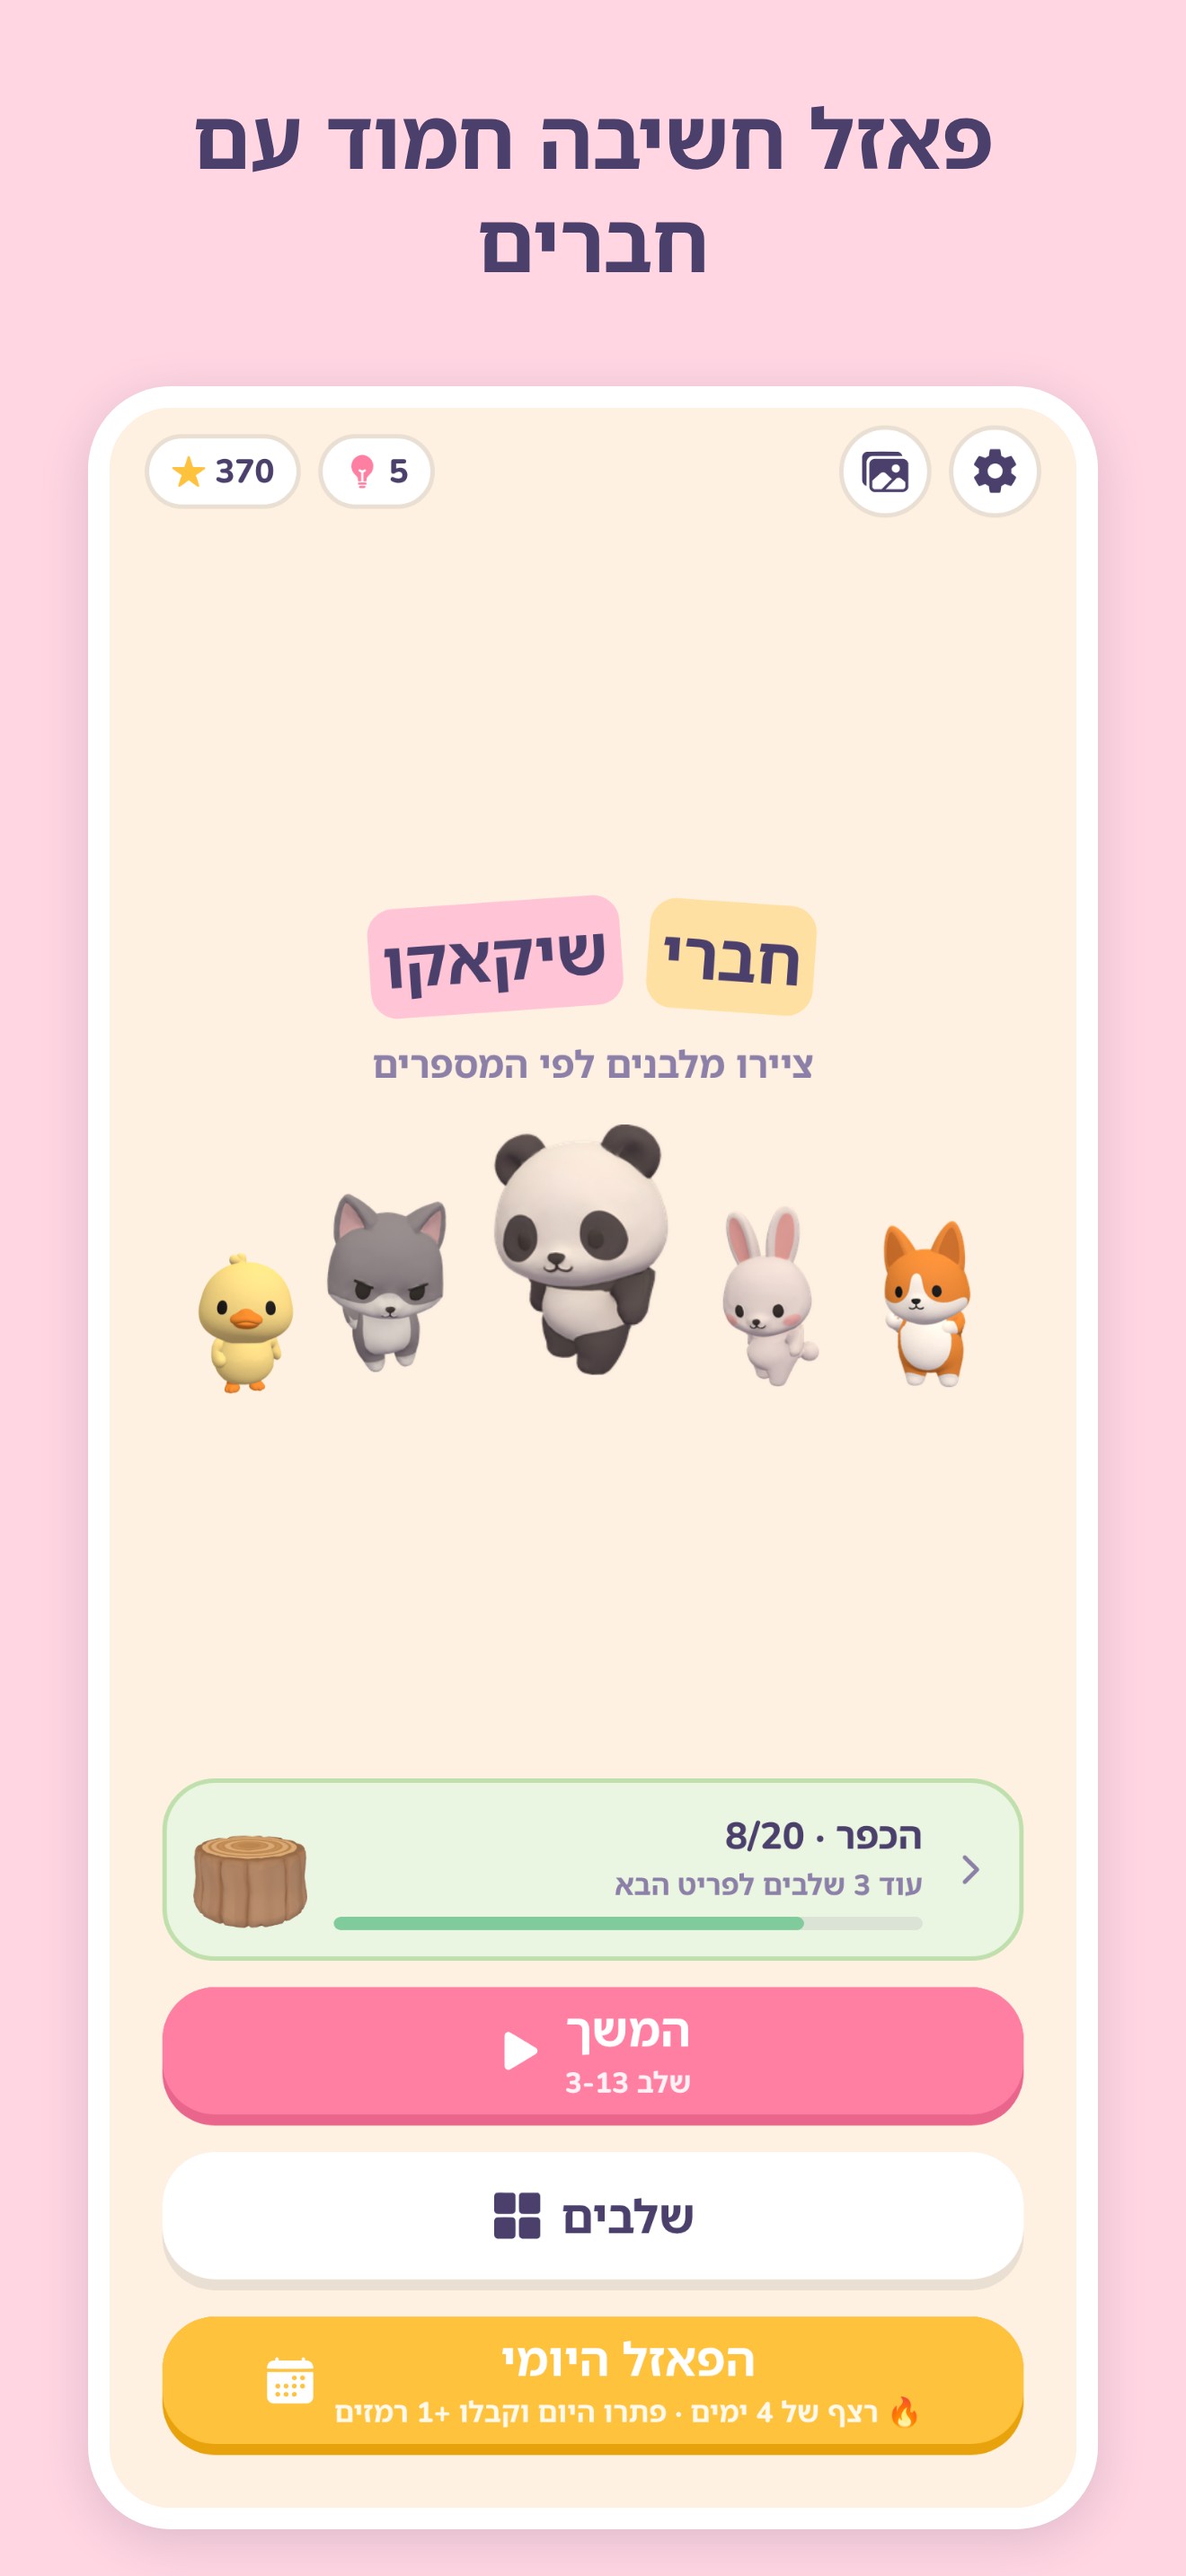 פאזל חשיבה חמוד עם
חברים
370
5
חברי שיקאקו
ציירו מלבנים לפי המספרים
הכפר · 8/20
עוד 3 שלבים לפריט הבא
המשך
שלב 3-13
שלבים
הפאזל היומי
🔥 רצף של 4 ימים · פתרו היום וקבלו +1 רמזים